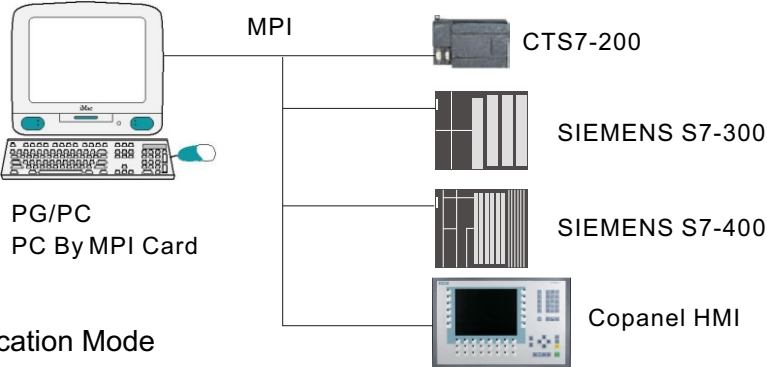 MPI
CTS7-200
iMac
SIEMENS S7-300
PG/PC
PC By MPI Card
SIEMENS S7-400
Copanel HMI
cation Mode